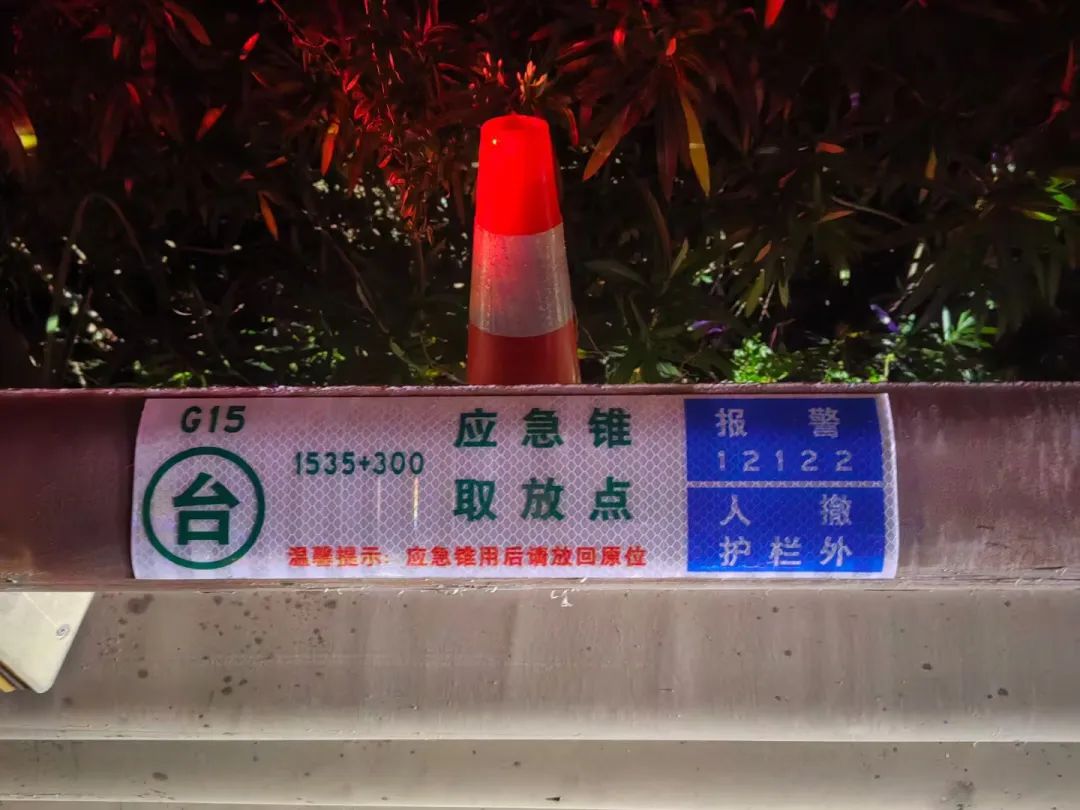 G15
台
1535+300
应急锥
取放点
温馨提示：应急锥用后请放回原位
报警
12122
人撤
护栏外